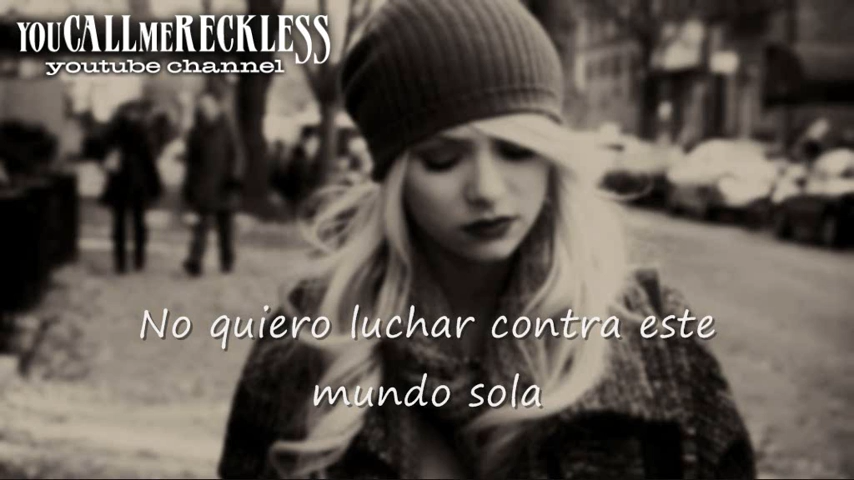 YOUCALLMERECKLESS
youtube channel
No quiero luchar contra este
mundo sola